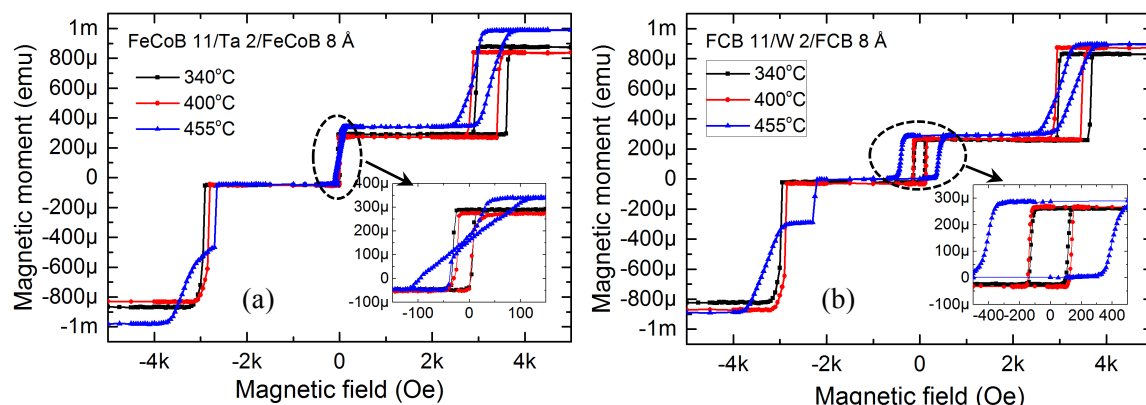 1m
800µ
600µ
400µ
200µ
0
-200µ
-400µ
-600µ
-800µ
-1m
Magnetic moment (emu)
FeCoB 11/Ta 2/FeCoB 8 Å
340°C
400°C
455°C
400µ
300µ
200µ
100µ
0
-50µ
-100 0 100
(a)
-4k -2k 0 2k 4k
Magnetic field (Oe)
1m
800µ
600µ
400µ
200µ
0
-200µ
-400µ
-600µ
-800µ
-1m
Magnetic moment (emu)
FCB 11/W 2/FCB 8 Å
340°C
400°C
455°C
300µ
200µ
100µ
0
-100µ
-400 -200 0 200 400
(b)
-4k -2k 0 2k 4k
Magnetic field (Oe)